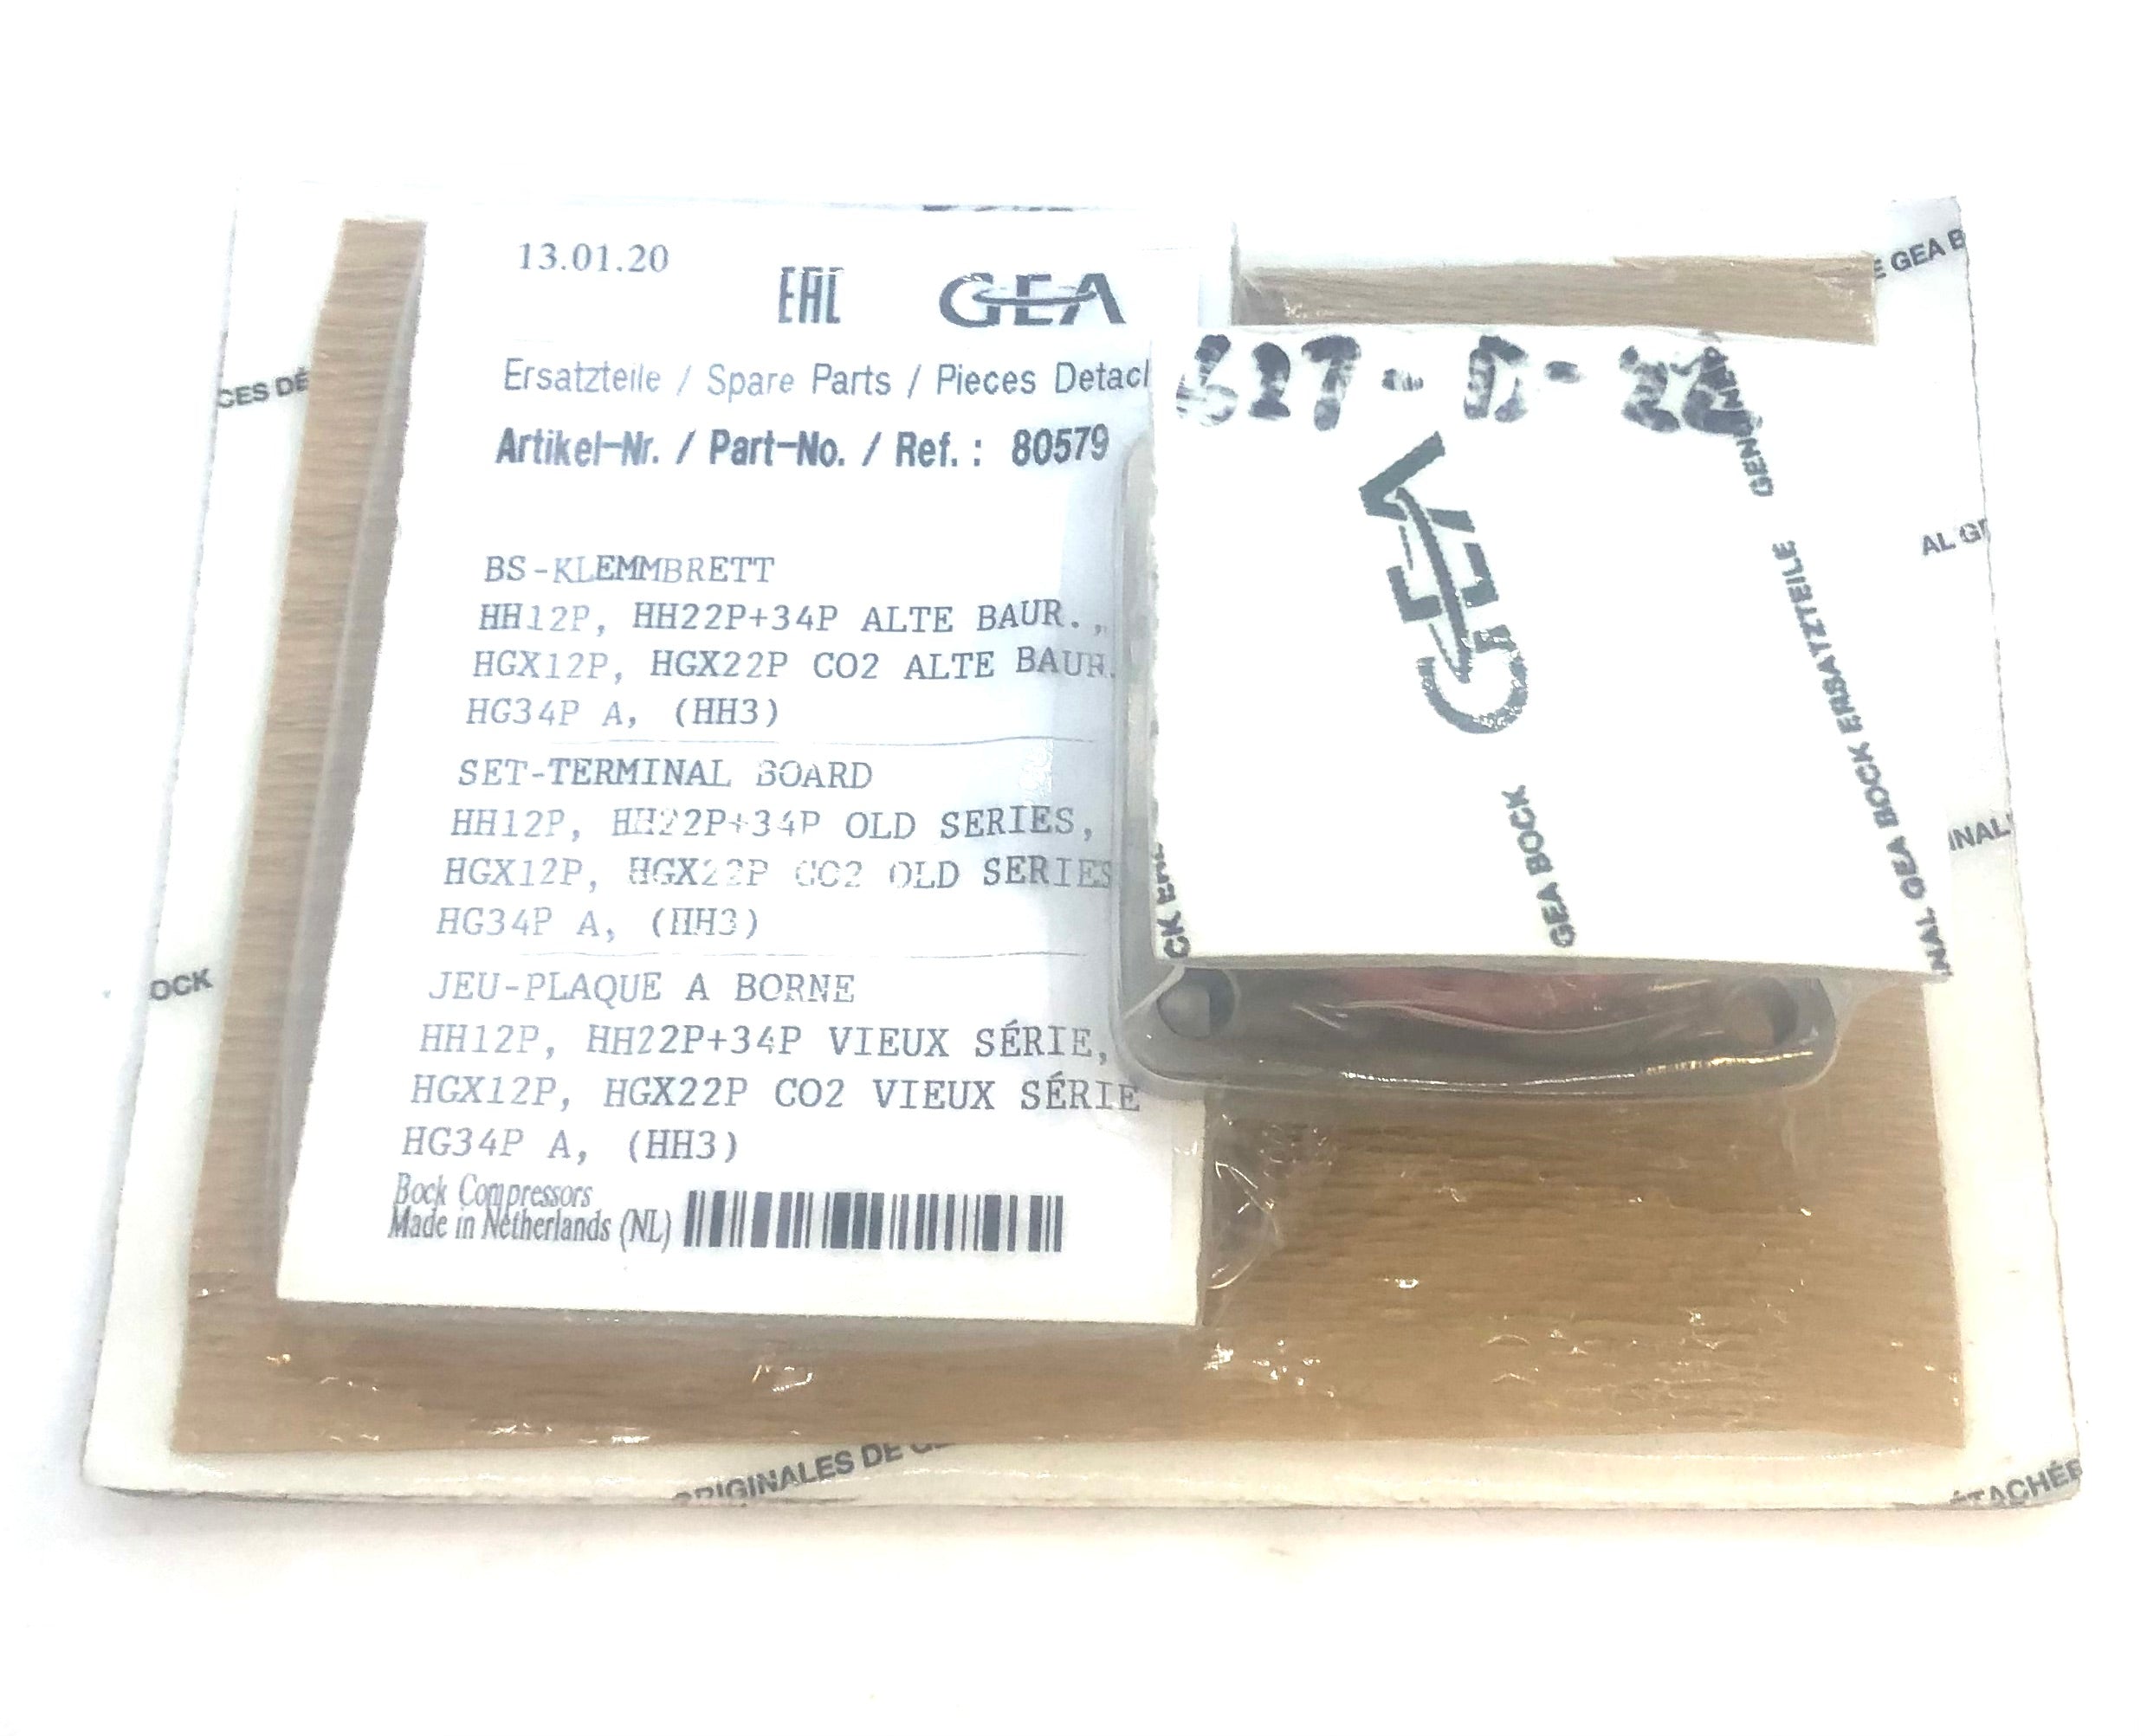 13.01.20
EAC GEA
Ersatzteile / Spare Parts / Pieces
Artikel-Nr. / Part-No. / Ref. : 80579
BS-KLEMMBRETT
HH12P, HH22P+34P ALTE BAUR.,
HGX12P, HGX22P CO2 ALTE BAUR.
HG34P A, (HH3)
SET-TERMINAL BOARD
HH12P, HH22P+34P OLD SERIES,
HGX12P, HGX22P CO2 OLD SERIES
HG34P A, (HH3)
JEU-PLAQUE A BORNE
HH12P, HH22P+34P VIEUX SÉRIE,
HGX12P, HGX22P CO2 VIEUX SÉRIE
HG34P A, (HH3)
Bock Compressors
Made in Netherlands (NL)
GEA
GEA BOCK
GEA BOCK ERSATZTEILE
GEA
DE